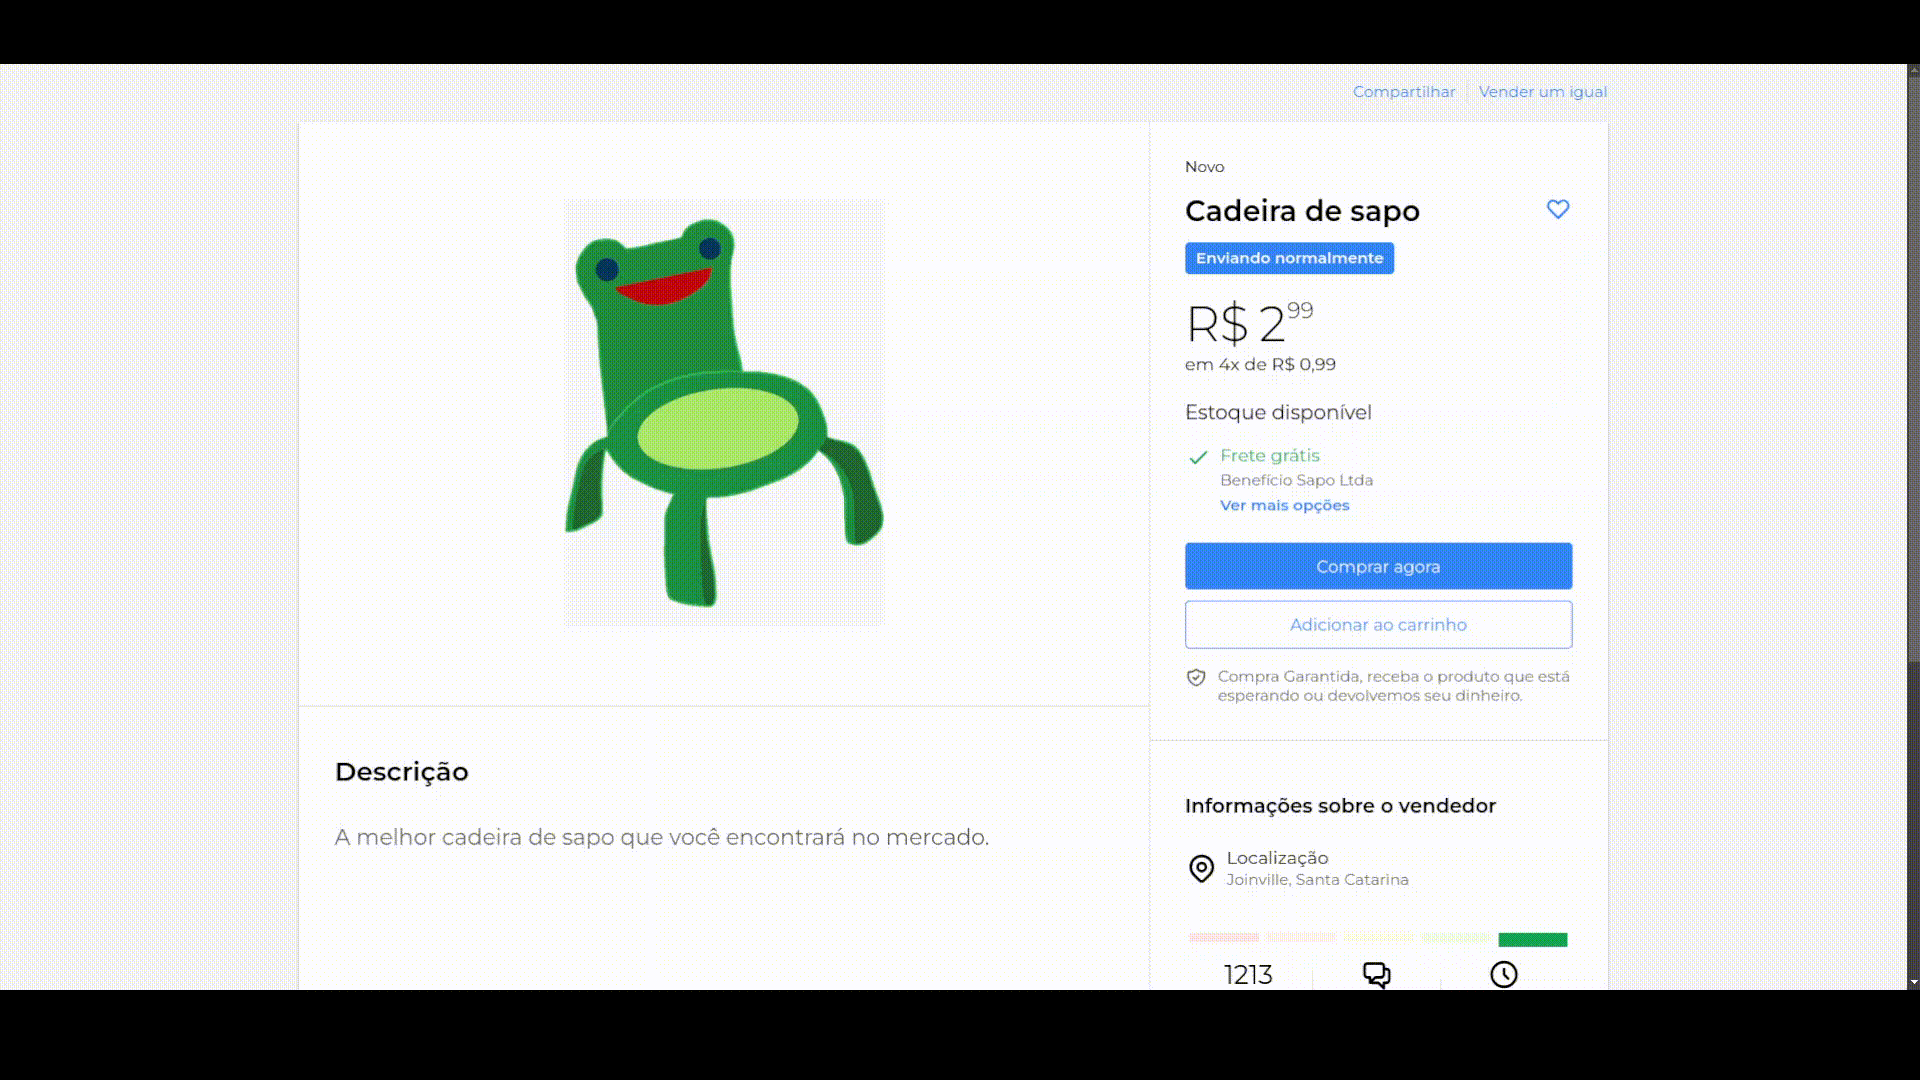 Compartilhar
Vender um igual
Novo
Cadeira de sapo
Enviando normalmente
R$ 2 99
em 4x de R$ 0,99
Estoque disponível
Frete grátis
Benefício Sapo Ltda
Ver mais opções
Comprar agora
Adicionar ao carrinho
Compra Garantida, receba o produto que está
esperando ou devolvemos seu dinheiro.
Descrição
A melhor cadeira de sapo que você encontrará no mercado.
Informações sobre o vendedor
Localização
Joinville, Santa Catarina
1213